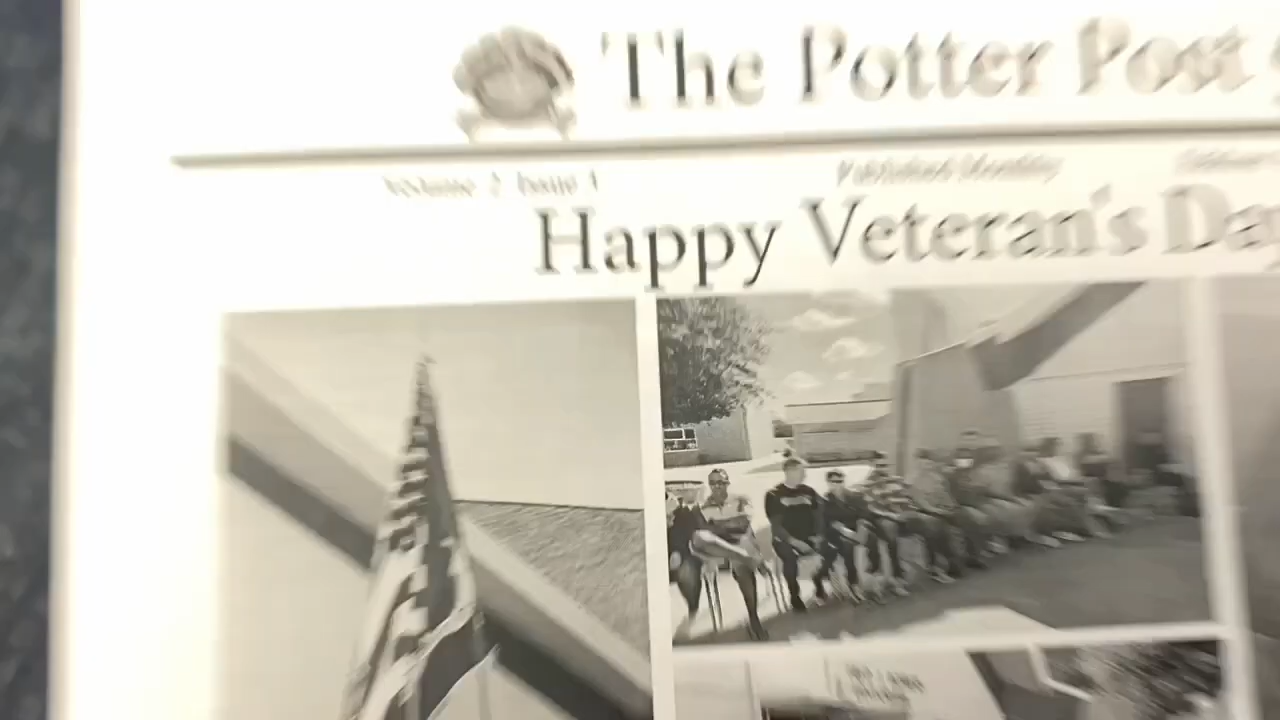 The Potter Post
Volume 2 Issue 1
Published Monthly
Happy Veteran's Day